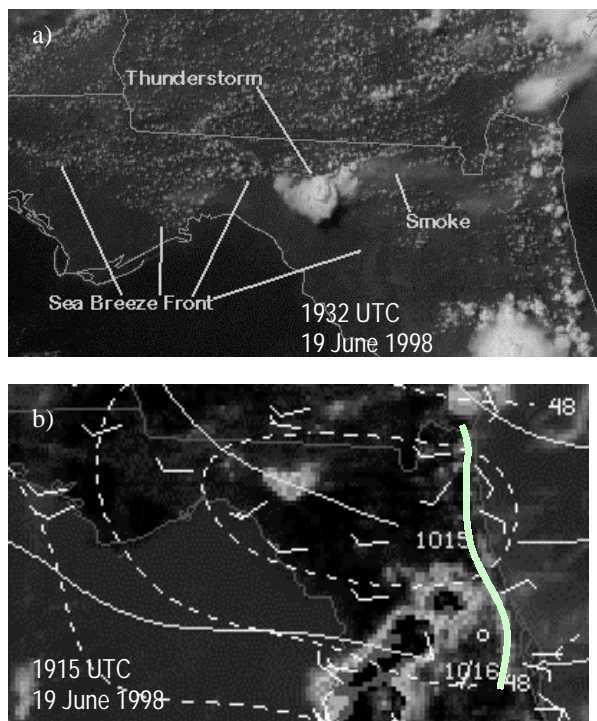 a)
Thunderstorm
Smoke
Sea Breeze Front
1932 UTC
19 June 1998
b)
48
1015
1016
48
1915 UTC
19 June 1998